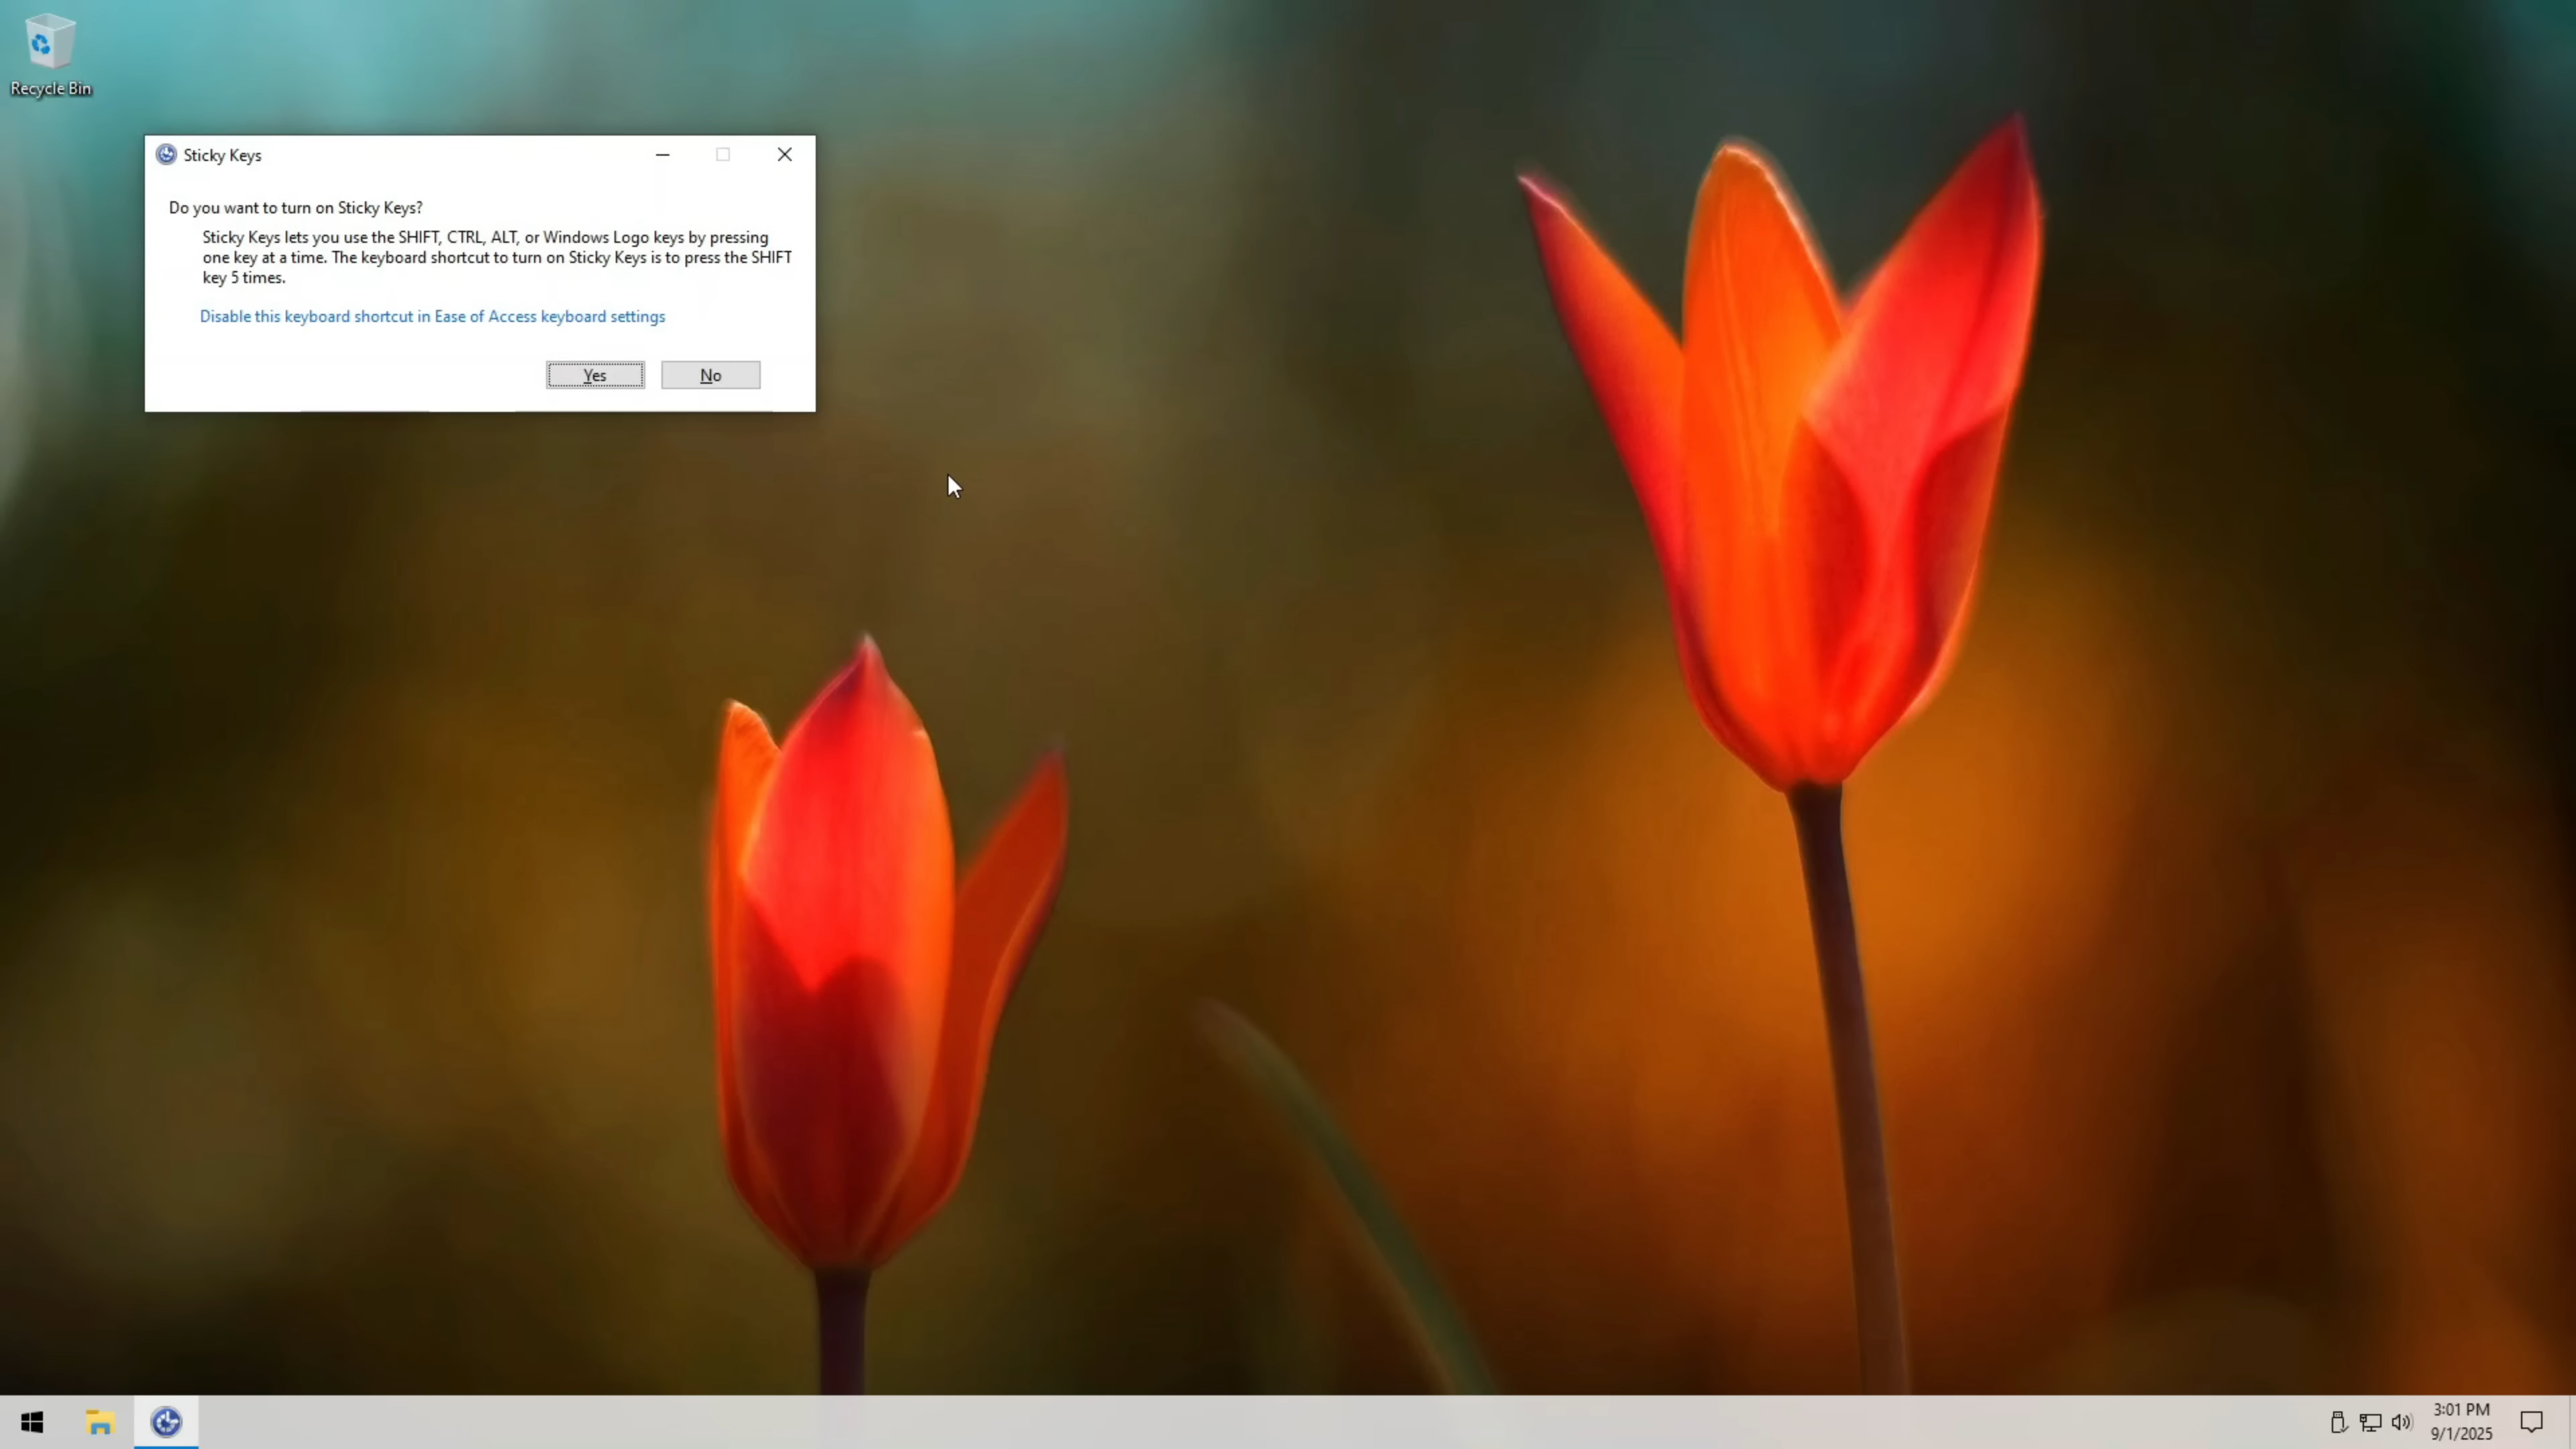 Recycle Bin
Sticky Keys
Do you want to turn on Sticky Keys?
Sticky Keys lets you use the SHIFT, CTRL, ALT, or Windows Logo keys by pressing
one key at a time. The keyboard shortcut to turn on Sticky Keys is to press the SHIFT
key 5 times.
Disable this keyboard shortcut in Ease of Access keyboard settings
Yes No
3:01 PM
9/1/2025